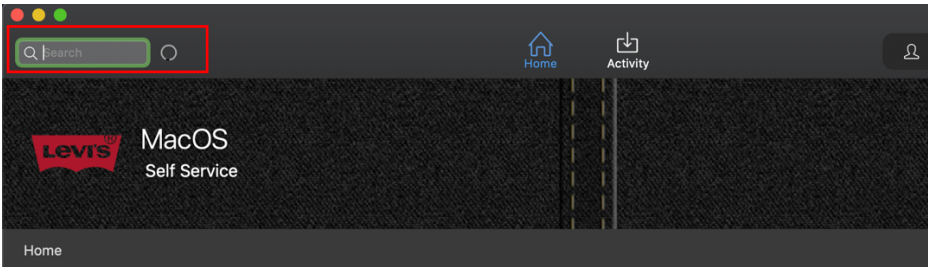 Search
Home
Activity
LEVI'S®
MacOS
Self Service
Home